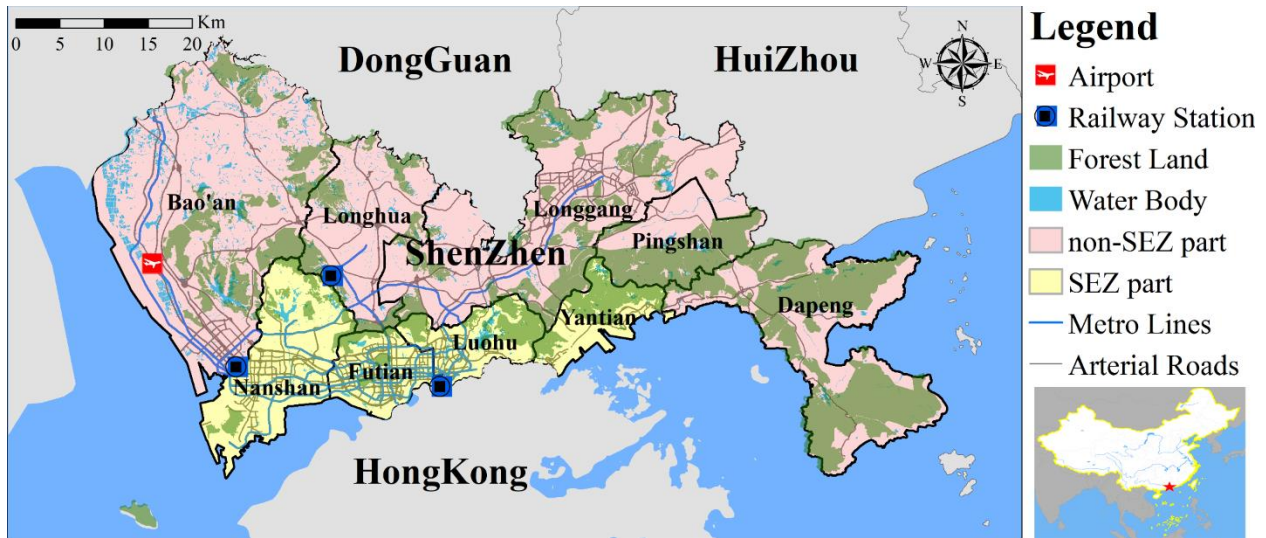 Km
0 5 10 15 20
DongGuan
HuiZhou
N
W E
S
Bao'an
Longhua
Longgang
ShenZhen
Pingshan
Dapeng
Yantian
Luohu
Futian
Nanshan
HongKong
Legend
Airport
Railway Station
Forest Land
Water Body
non-SEZ part
SEZ part
Metro Lines
Arterial Roads